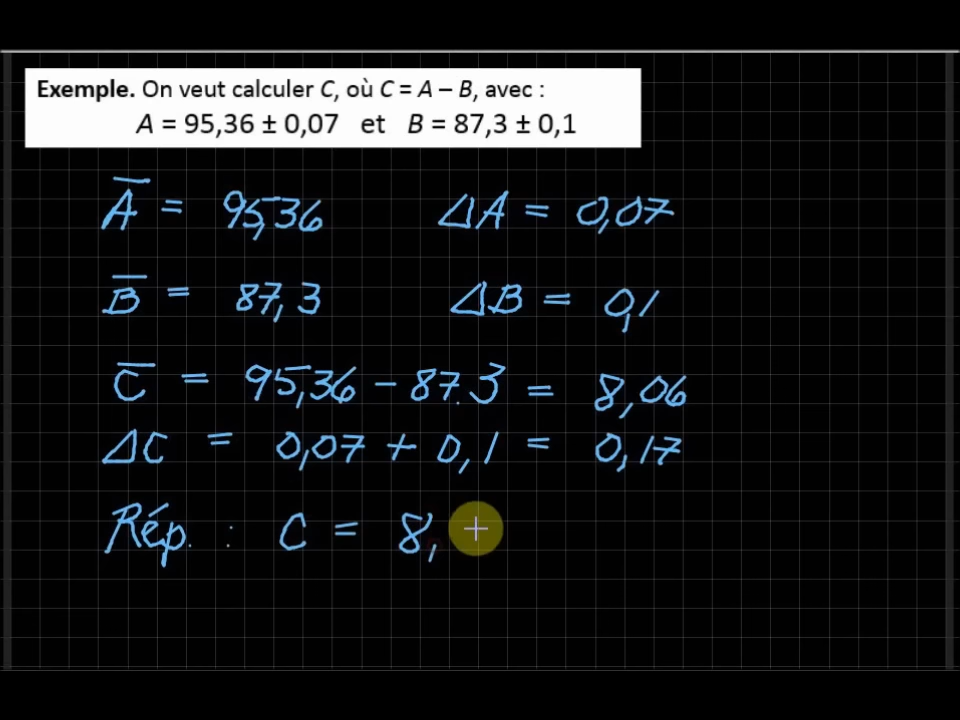 Exemple. On veut calculer C, où C = A – B, avec :
A = 95,36 ± 0,07 et B = 87,3 ± 0,1
A̅ = 95,36 ΔA = 0,07
B̅ = 87,3 ΔB = 0,1
C̅ = 95,36 - 87.3 = 8,06
ΔC = 0,07 + 0,1 = 0,17
Rép. : C = 8,